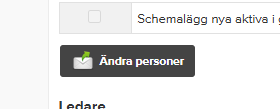 Schemalägg nya aktiva i
Ändra personer
Ledare